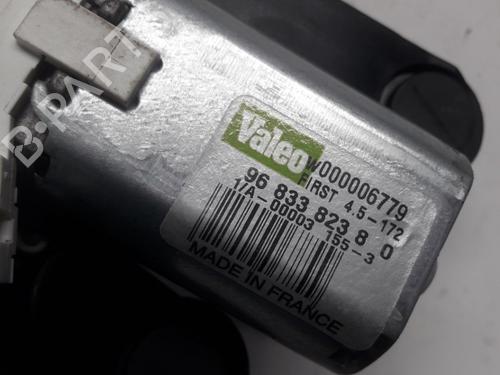 Valeo
W000006779
FIRST 4.5-172
96 833 823 8 0
1/A-00003 155-3
MADE IN FRANCE
B-PART